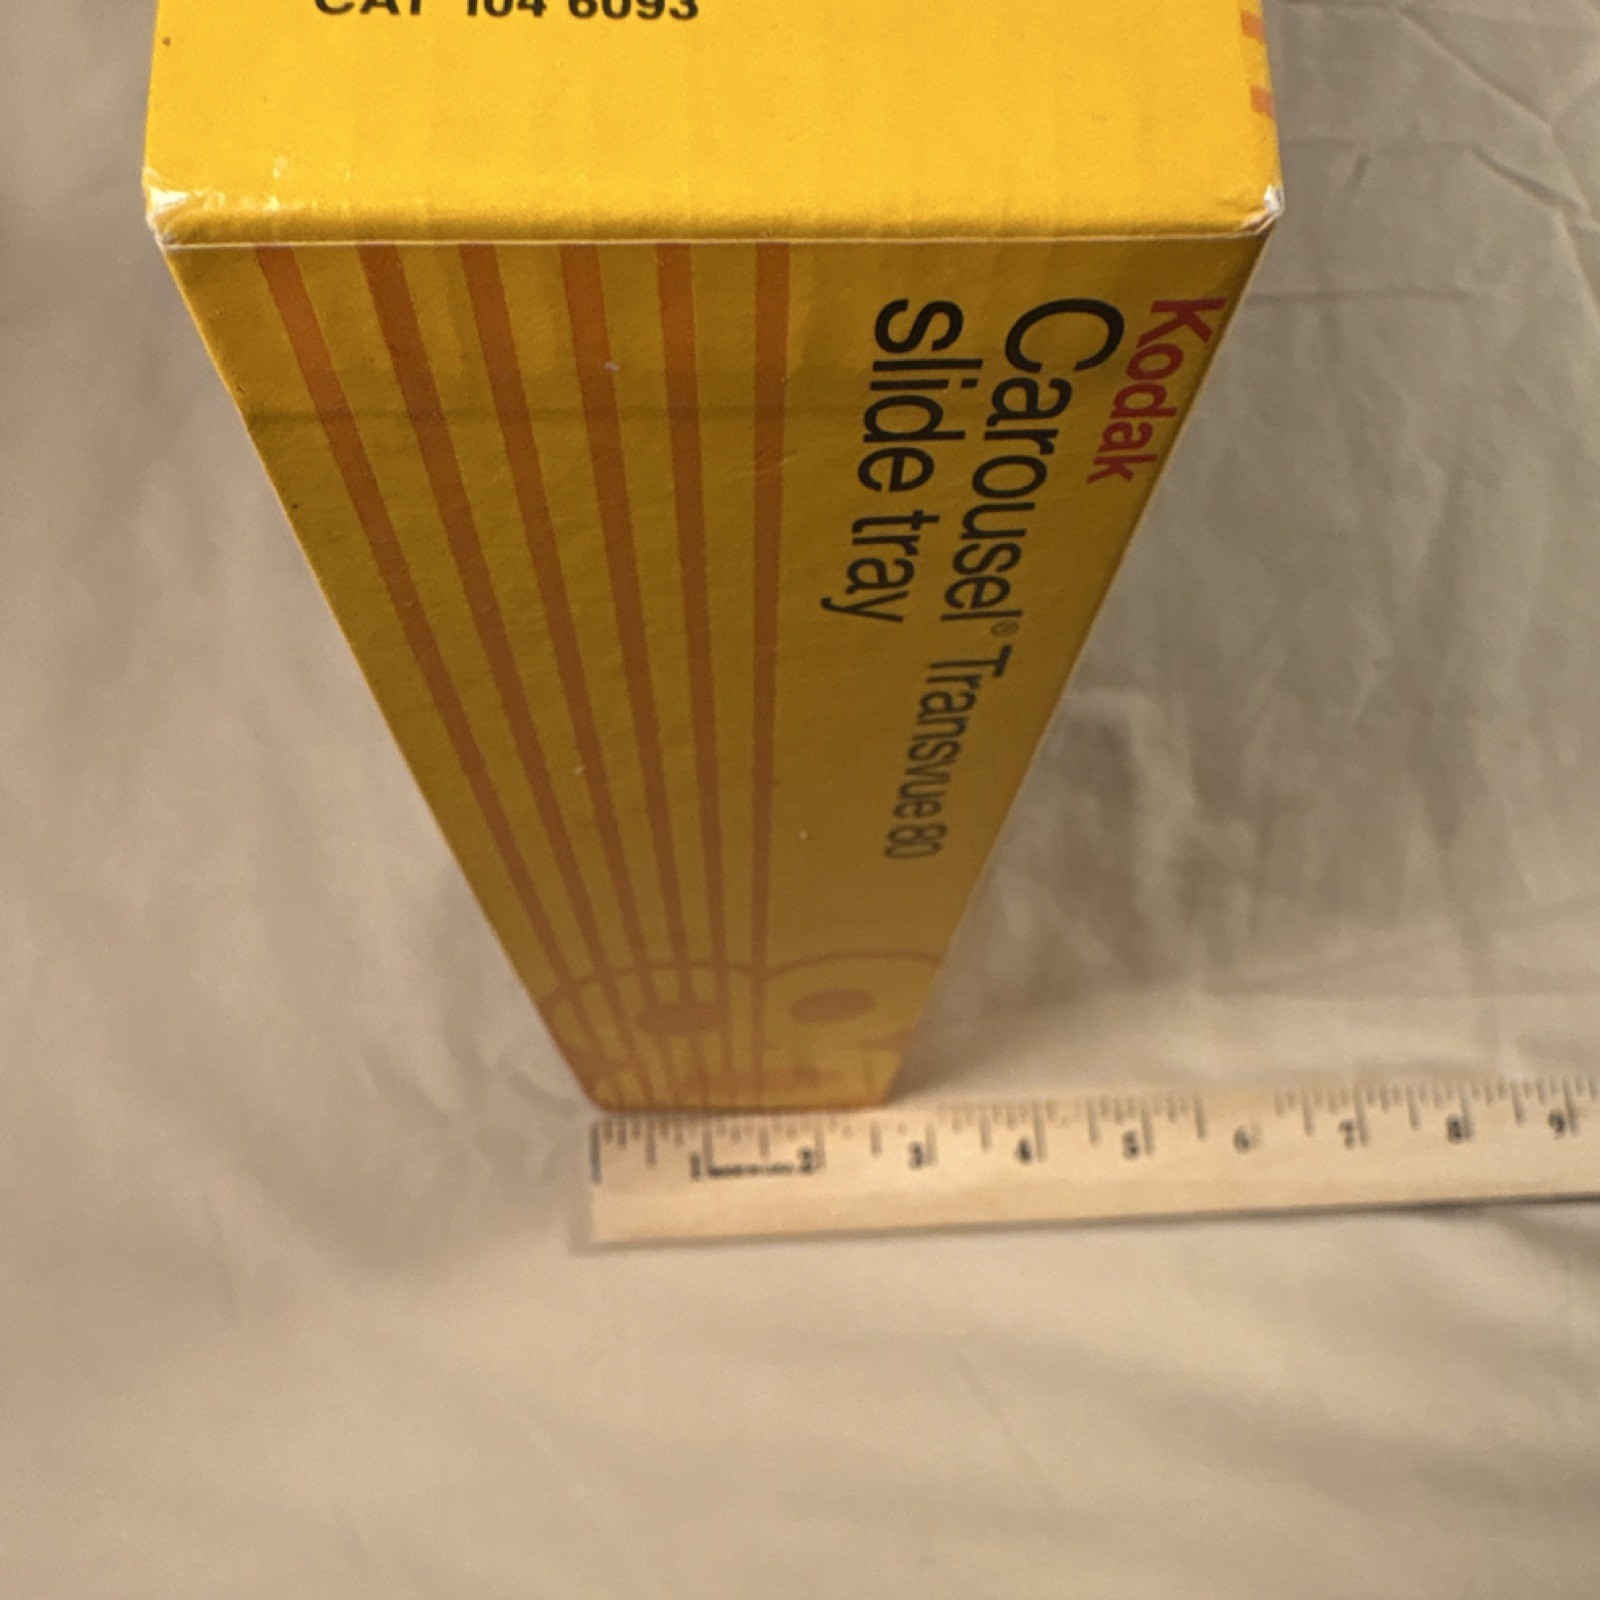 CAT 104 6093
Kodak
Carousel® Transvue 80
slide tray
1 2 3 4 5 6 7 8 9